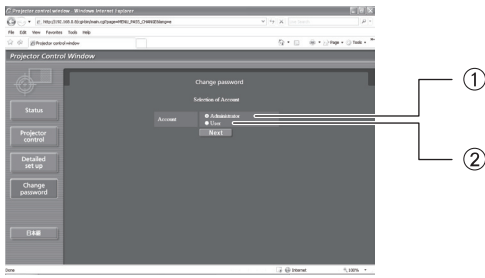 Projector control window - Windows Internet Explorer
File Edit View Favorites Tools Help
Projector control window
Page
Tools
Projector Control Window
Change password
Selection of Account
Account
Administrator
User
Next
Status
Projector control
Detailed set up
Change password
日本語
Done
Internet
100%
①
②